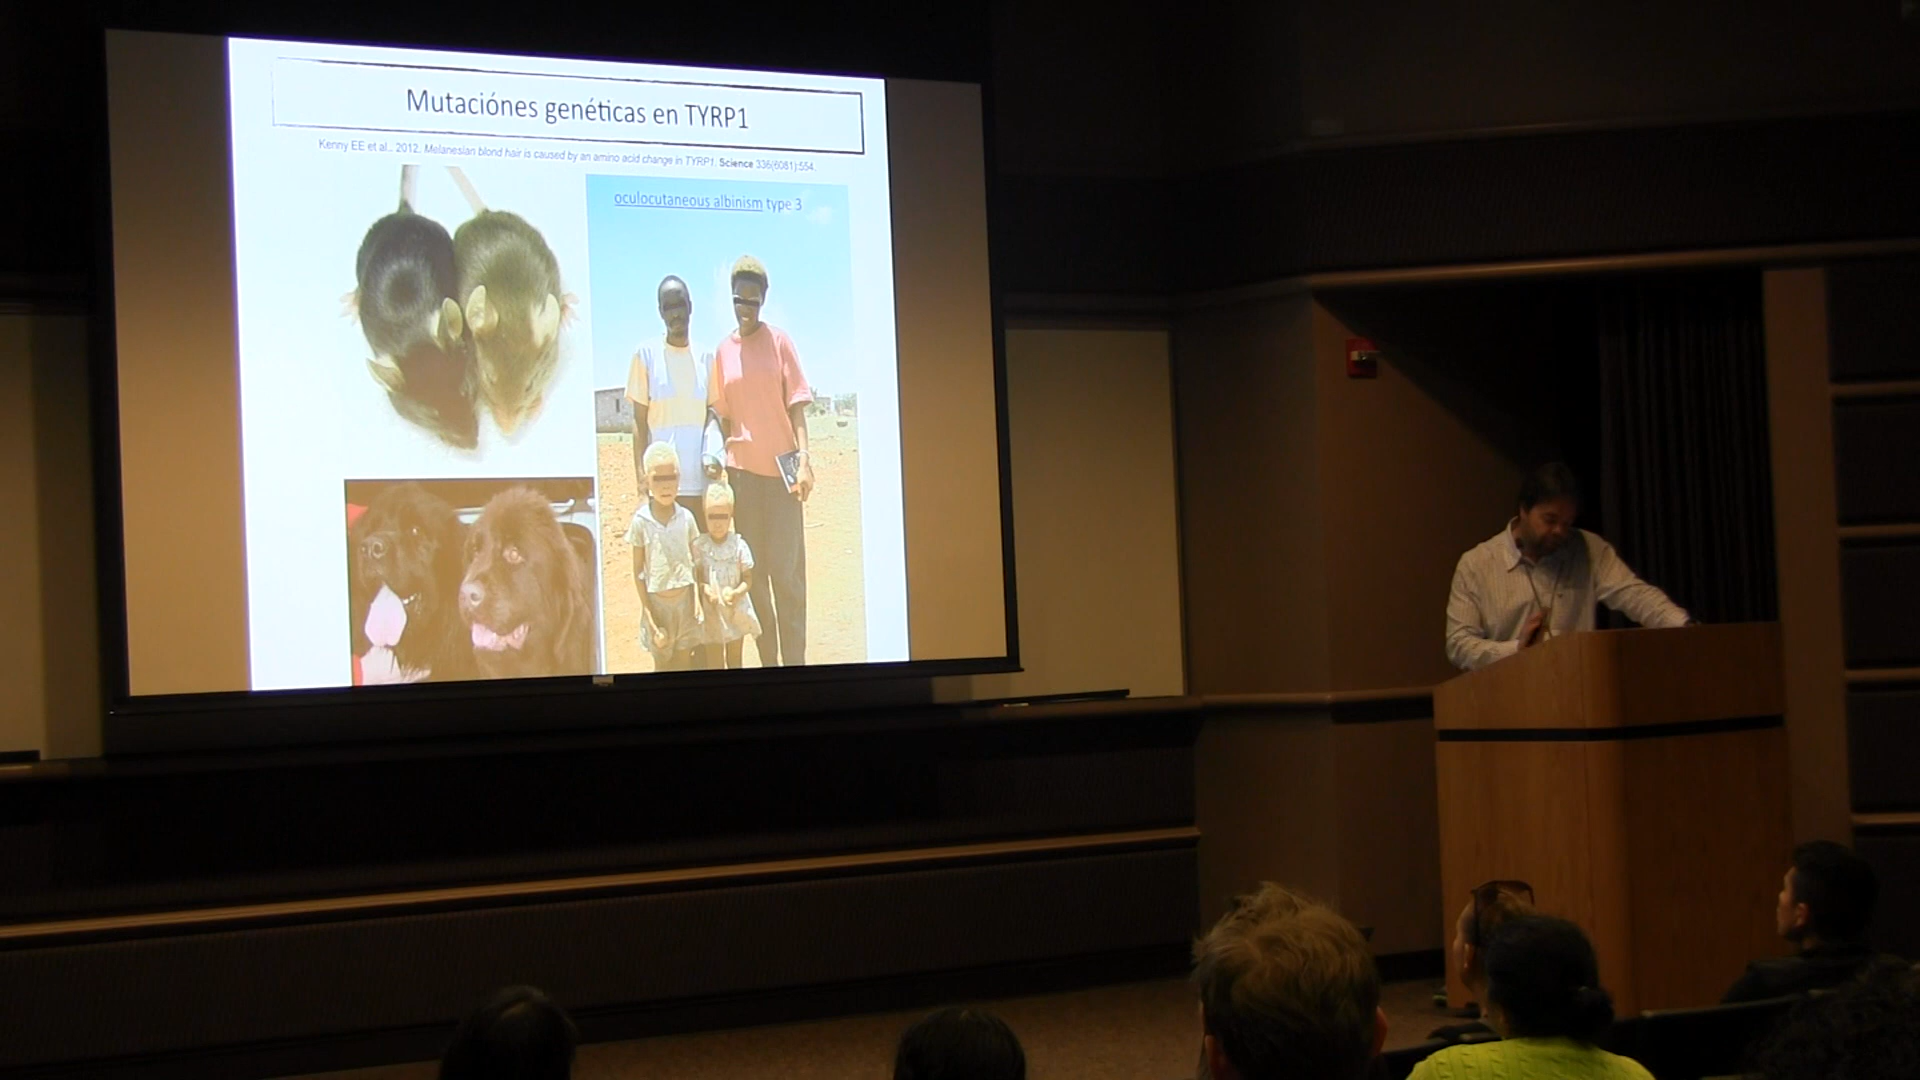 Mutaciónes genéticas en TYRP1
Kenny EE et al., 2012. Melanesian blond hair is caused by an amino acid change in TYRP1. Science 336(6081):554.
oculocutaneous albinism type 3